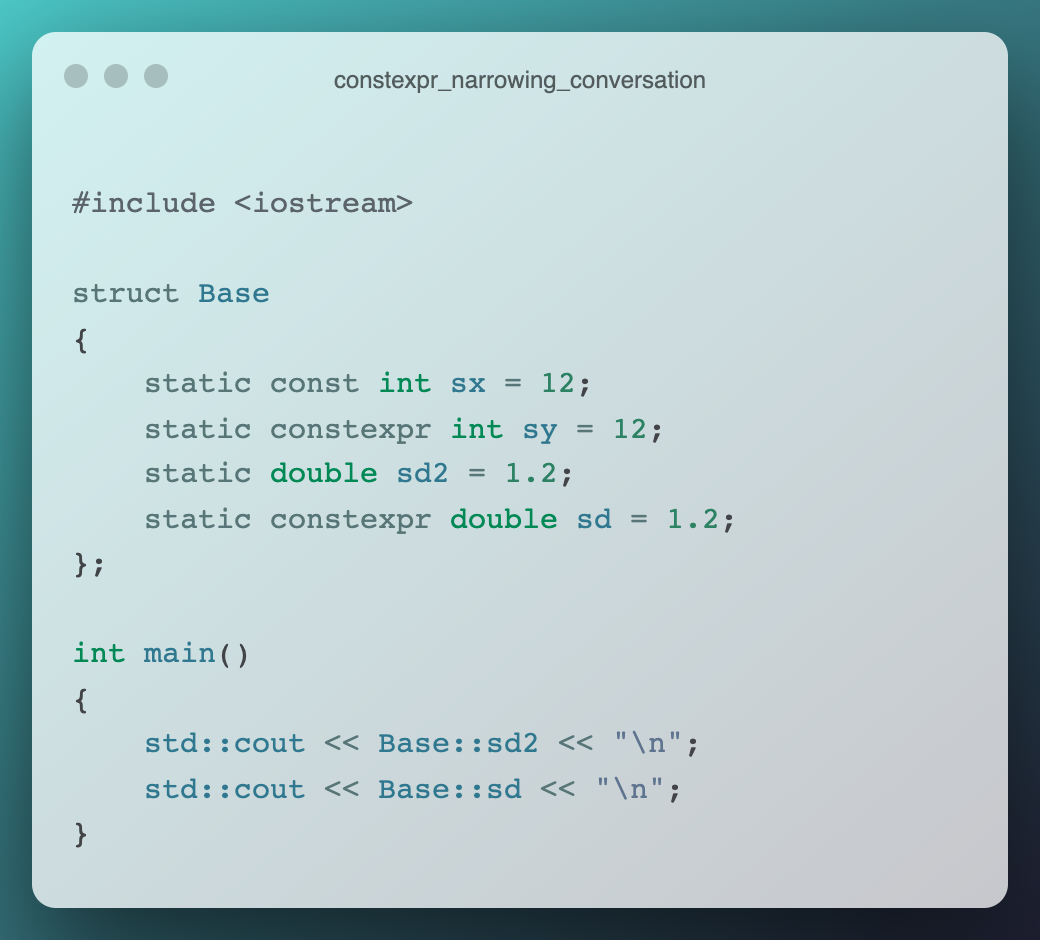 constexpr_narrowing_conversation
#include <iostream>
struct Base
{
    static const int sx = 12;
    static constexpr int sy = 12;
    static double sd2 = 1.2;
    static constexpr double sd = 1.2;
};
int main()
{
    std::cout << Base::sd2 << "\n";
    std::cout << Base::sd << "\n";
}